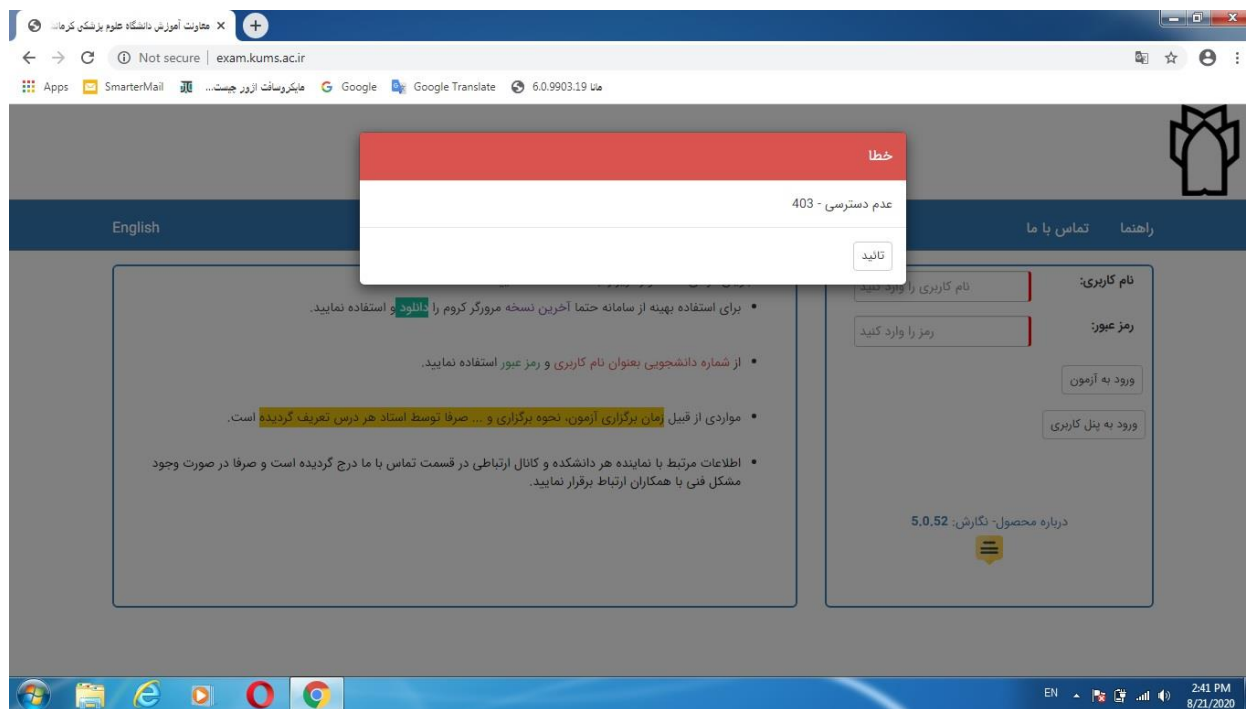 معاونت آموزش دانشگاه علوم پزشکی کرمانـ
Not secure | exam.kums.ac.ir
Apps SmarterMail مایکروسافت ازور چیست... Google Google Translate هانا 6.0.9903.19
خطا
عدم دسترسی - 403
تائید
راهنما تماس با ما English
نام کاربری: نام کاربری را وارد کنید
رمز عبور: رمز را وارد کنید
ورود به آزمون
ورود به پنل کاربری
درباره محصول- نگارش: 5,0,52
برای استفاده بهینه از سامانه حتما آخرین نسخه مرورگر کروم را دانلود و استفاده نمایید.
از شماره دانشجویی بعنوان نام کاربری و رمز عبور استفاده نمایید.
مواردی از قبیل زمان برگزاری آزمون، نحوه برگزاری و ... صرفا توسط استاد هر درس تعریف گردیده است.
اطلاعات مرتبط با نماینده هر دانشکده و کانال ارتباطی در قسمت تماس با ما درج گردیده است و صرفا در صورت وجود
مشکل فنی با همکاران ارتباط برقرار نمایید.
EN 2:41 PM
8/21/2020